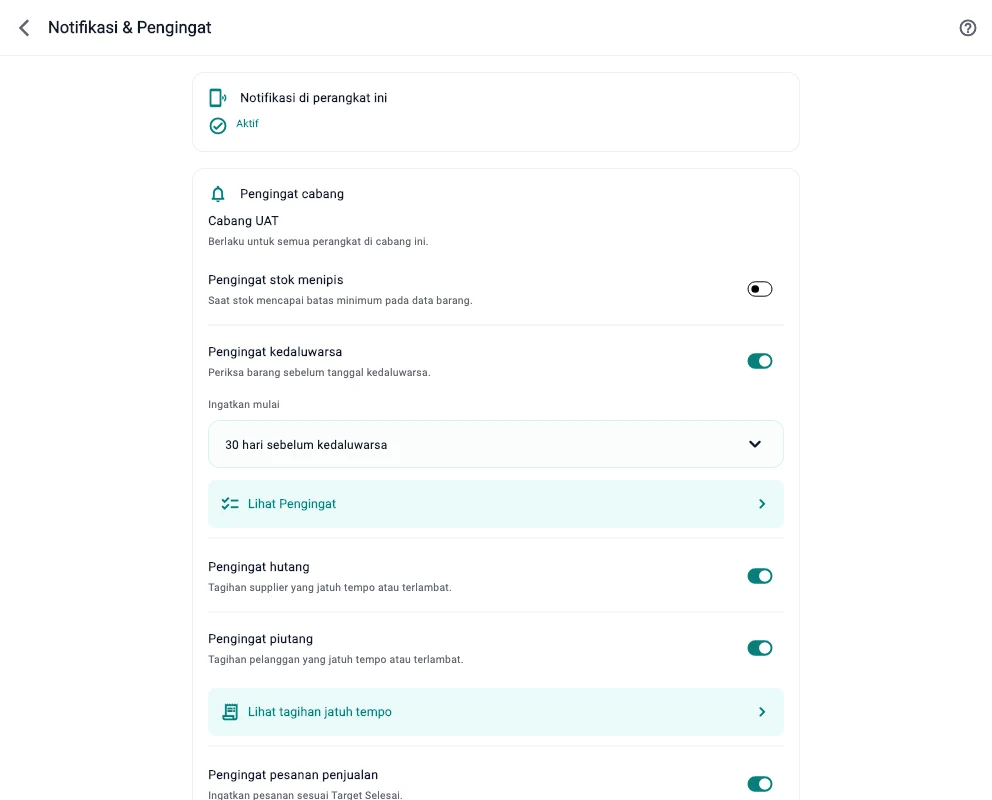 Notifikasi & Pengingat
Notifikasi di perangkat ini
Aktif
Pengingat cabang
Cabang UAT
Berlaku untuk semua perangkat di cabang ini.
Pengingat stok menipis
Saat stok mencapai batas minimum pada data barang.
Pengingat kedaluwarsa
Periksa barang sebelum tanggal kedaluwarsa.
Ingatkan mulai
30 hari sebelum kedaluwarsa
Lihat Pengingat
Pengingat hutang
Tagihan supplier yang jatuh tempo atau terlambat.
Pengingat piutang
Tagihan pelanggan yang jatuh tempo atau terlambat.
Lihat tagihan jatuh tempo
Pengingat pesanan penjualan
Ingatkan pesanan sesuai Target Selesai.